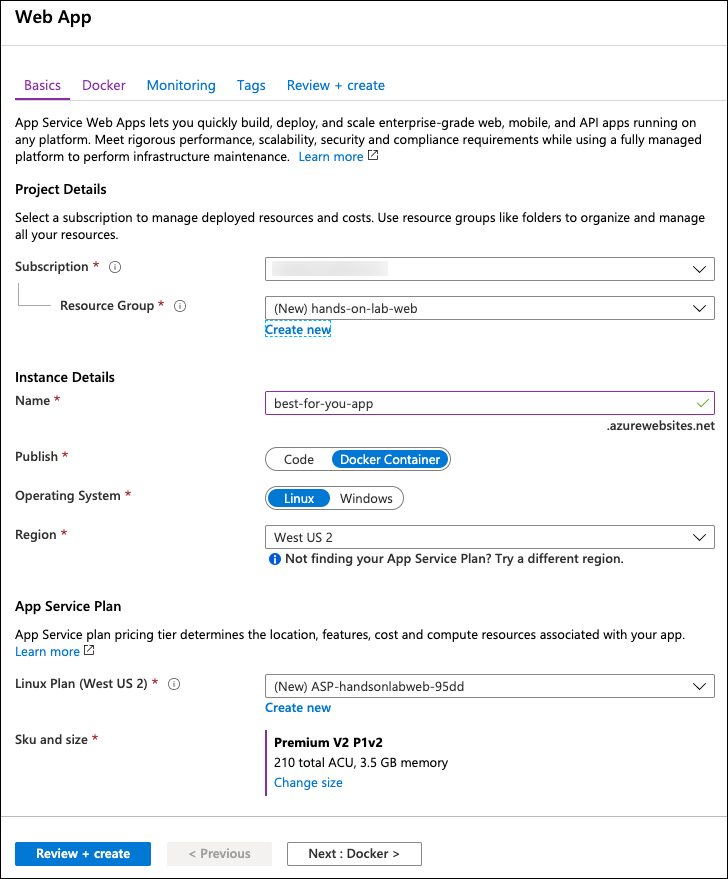 Web App
Basics Docker Monitoring Tags Review + create
App Service Web Apps lets you quickly build, deploy, and scale enterprise-grade web, mobile, and API apps running on
any platform. Meet rigorous performance, scalability, security and compliance requirements while using a fully managed
platform to perform infrastructure maintenance. Learn more
Project Details
Select a subscription to manage deployed resources and costs. Use resource groups like folders to organize and manage
all your resources.
Subscription *
Resource Group * (New) hands-on-lab-web
Create new
Instance Details
Name * best-for-you-app
.azurewebsites.net
Publish * Code Docker Container
Operating System * Linux Windows
Region * West US 2
Not finding your App Service Plan? Try a different region.
App Service Plan
App Service plan pricing tier determines the location, features, cost and compute resources associated with your app.
Learn more
Linux Plan (West US 2) * (New) ASP-handsonlabweb-95dd
Create new
Sku and size * Premium V2 P1v2
210 total ACU, 3.5 GB memory
Change size
Review + create < Previous Next : Docker >